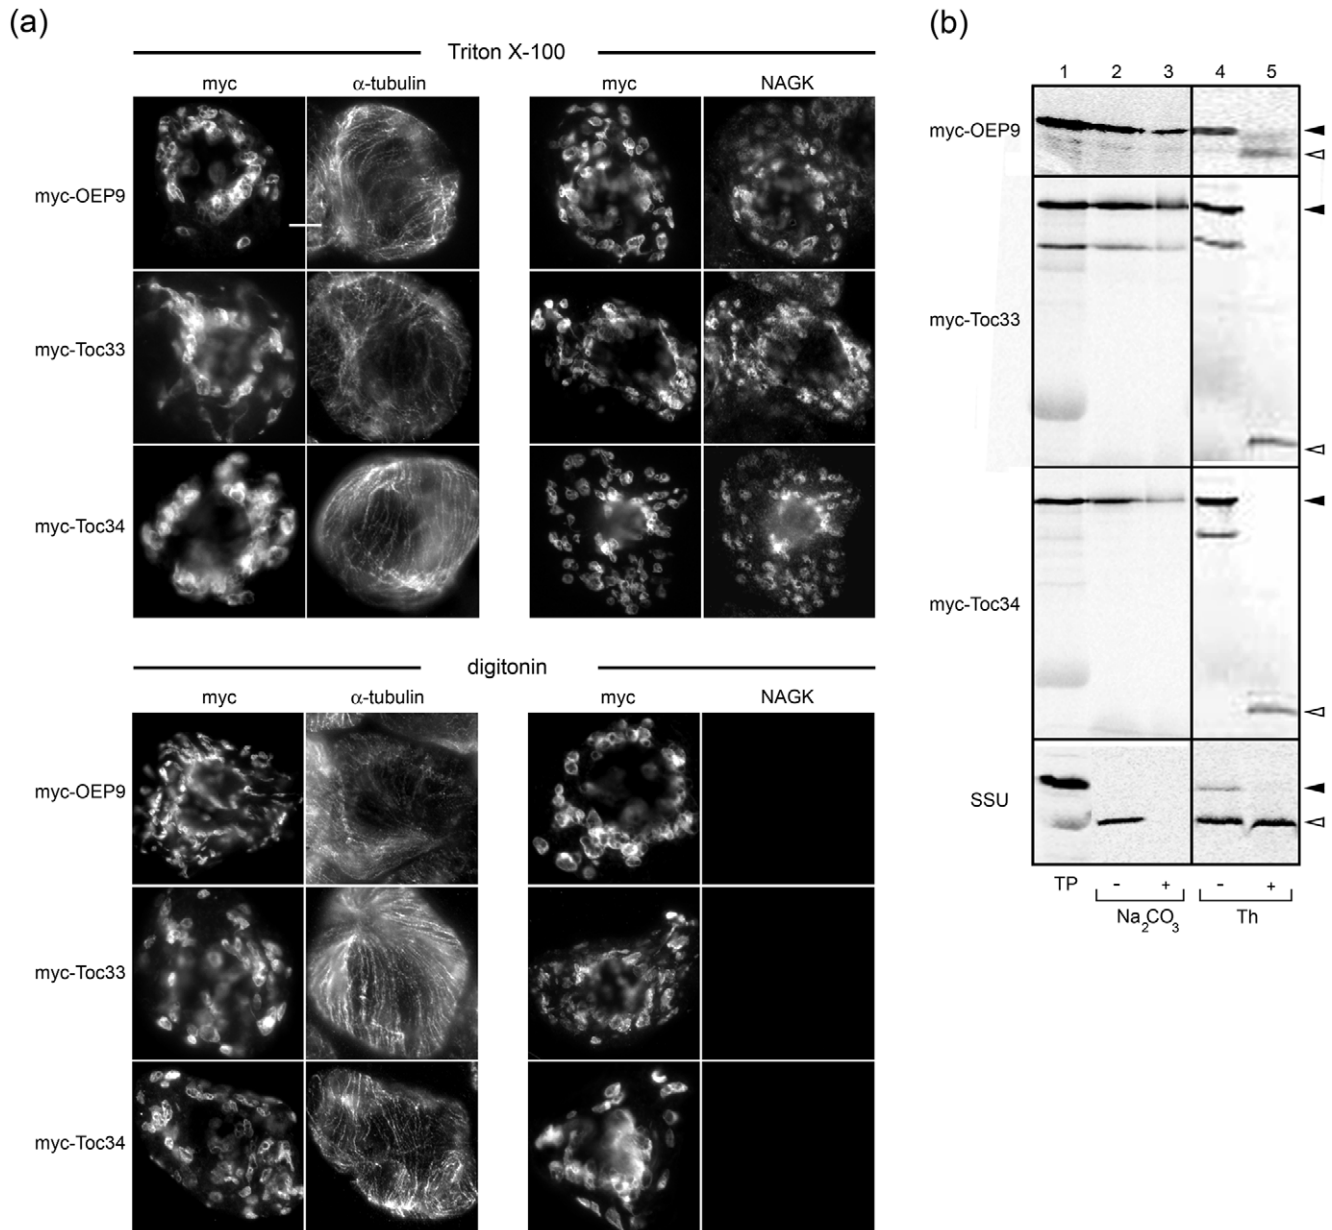 (a)
Triton X-100
myc α-tubulin myc NAGK
myc-OEP9
myc-Toc33
myc-Toc34
digitonin
myc α-tubulin myc NAGK
myc-OEP9
myc-Toc33
myc-Toc34
(b)
1 2 3 4 5
myc-OEP9
myc-Toc33
myc-Toc34
SSU
TP - + - +
Na₂CO₃ Th